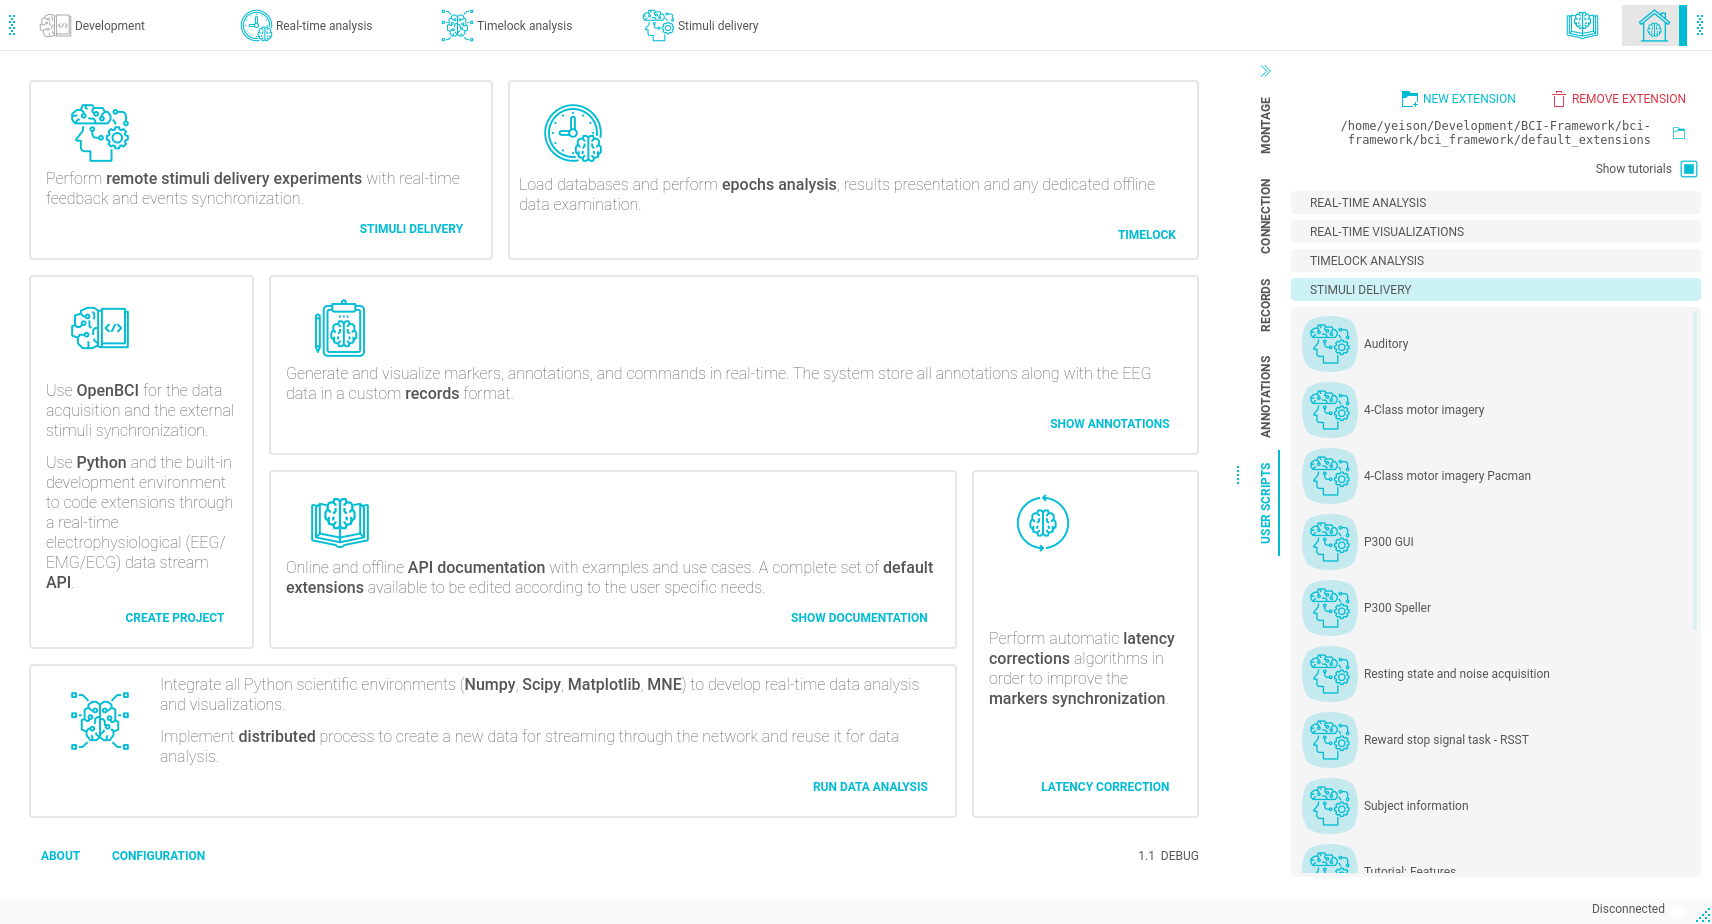 Development
Real-time analysis
Timelock analysis
Stimuli delivery
Perform remote stimuli delivery experiments with real-time
feedback and events synchronization.
STIMULI DELIVERY
Load databases and perform epochs analysis, results presentation and any dedicated offline
data examination.
TIMELOCK
Use OpenBCI for the data
acquisition and the external
stimuli synchronization.
Use Python and the built-in
development environment
to code extensions through
a real-time
electrophysiological (EEG/
EMG/ECG) data stream
API.
CREATE PROJECT
Generate and visualize markers, annotations, and commands in real-time. The system store all annotations along with the EEG
data in a custom records format.
SHOW ANNOTATIONS
Online and offline API documentation with examples and use cases. A complete set of default
extensions available to be edited according to the user specific needs.
SHOW DOCUMENTATION
Perform automatic latency
corrections algorithms in
order to improve the
markers synchronization.
LATENCY CORRECTION
Integrate all Python scientific environments (Numpy, Scipy, Matplotlib, MNE) to develop real-time data analysis
and visualizations.
Implement distributed process to create a new data for streaming through the network and reuse it for data
analysis.
RUN DATA ANALYSIS
ABOUT
CONFIGURATION
1.1 DEBUG
MONTAGE
CONNECTION
RECORDS
ANNOTATIONS
USER SCRIPTS
NEW EXTENSION
REMOVE EXTENSION
/home/yeison/Development/BCI-Framework/bci-
framework/bci_framework/default_extensions
Show tutorials
REAL-TIME ANALYSIS
REAL-TIME VISUALIZATIONS
TIMELOCK ANALYSIS
STIMULI DELIVERY
Auditory
4-Class motor imagery
4-Class motor imagery Pacman
P300 GUI
P300 Speller
Resting state and noise acquisition
Reward stop signal task - RSST
Subject information
Tutorial: Features
Disconnected